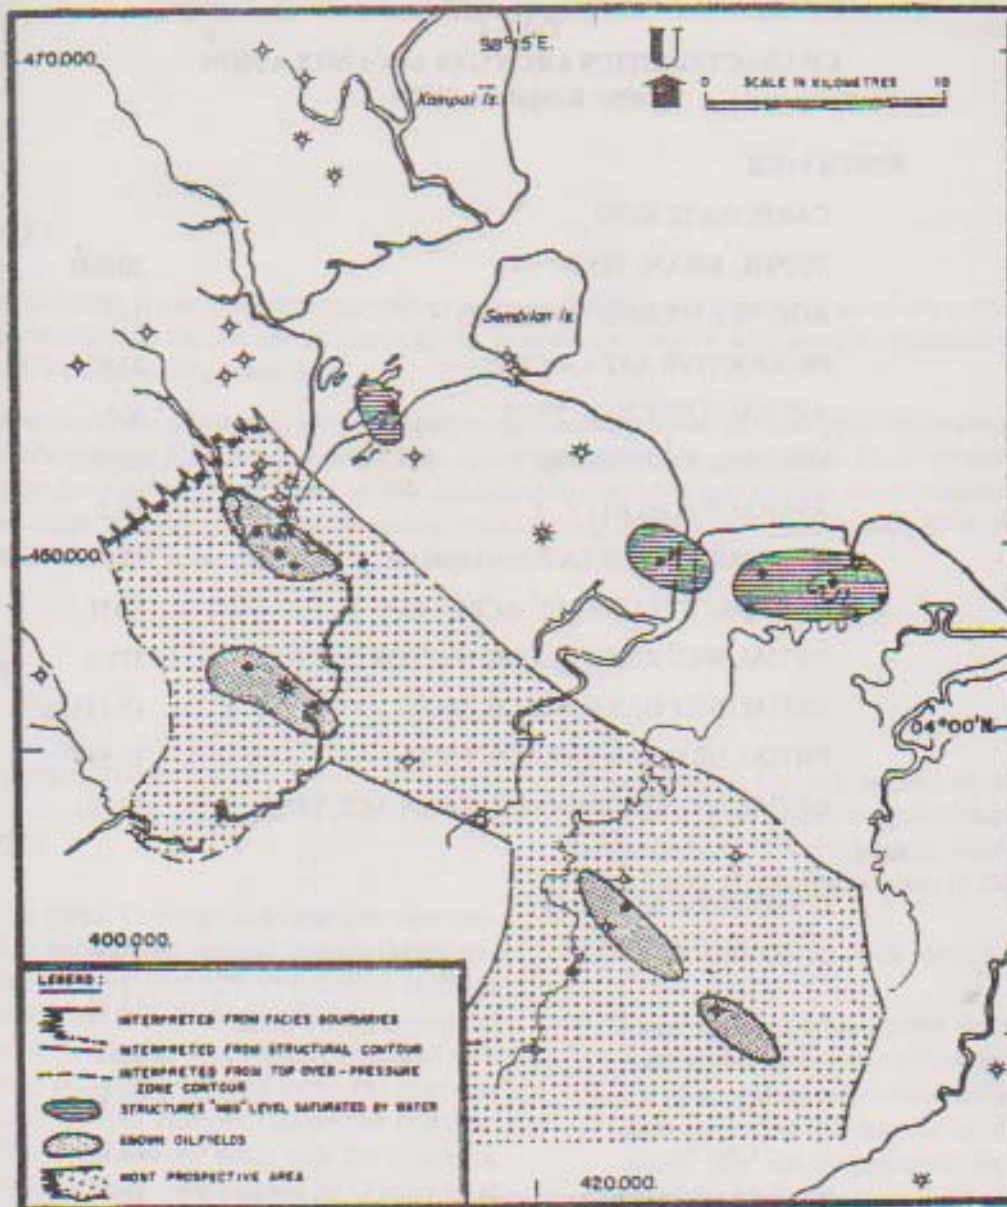 98°15'E.
470.000.
SCALE IN KILOMETRES
0 10
Kampai Is.
Sembilan Is.
450.000.
04°00'N.
400.000.
LEGEND:
INTERPRETED FROM FACIES BOUNDARIES
INTERPRETED FROM STRUCTURAL CONTOUR
INTERPRETED FROM TOP OVER-PRESSURE
ZONE CONTOUR
STRUCTURES LEVEL SATURATED BY WATER
KNOWN OILFIELDS
MOST PROSPECTIVE AREA
420.000.